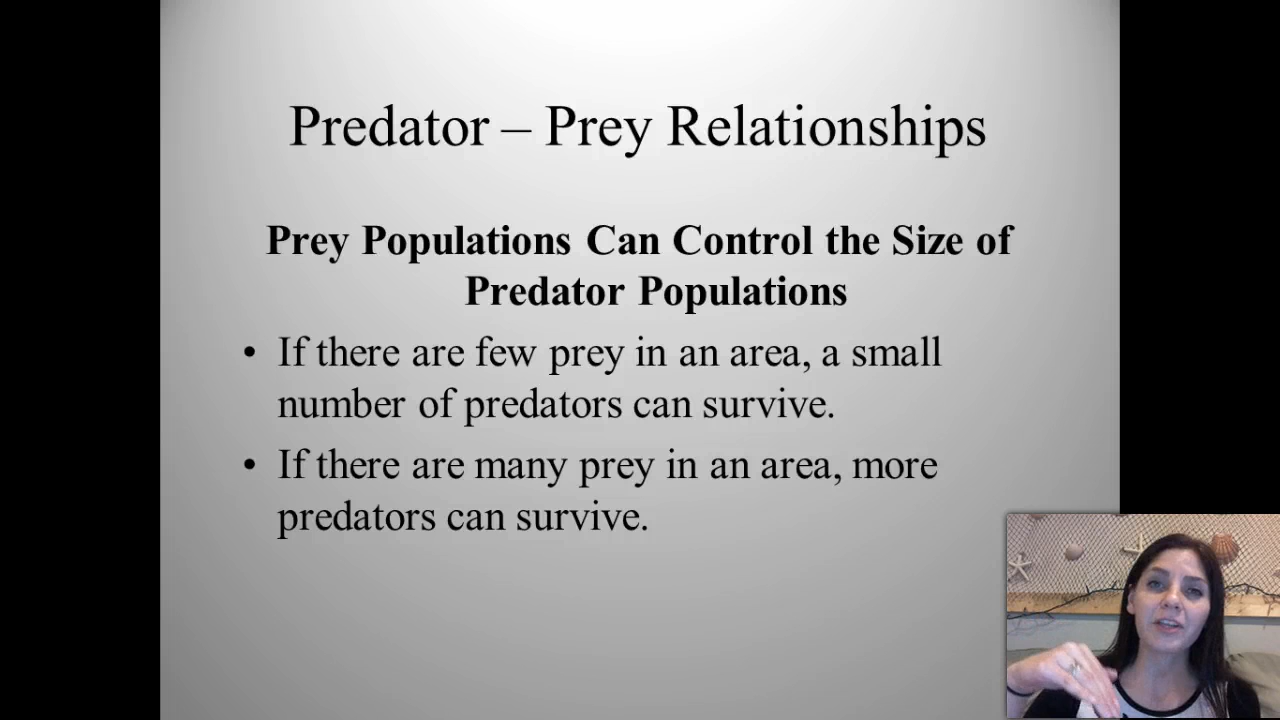 Predator – Prey Relationships
Prey Populations Can Control the Size of
Predator Populations
• If there are few prey in an area, a small
number of predators can survive.
• If there are many prey in an area, more
predators can survive.